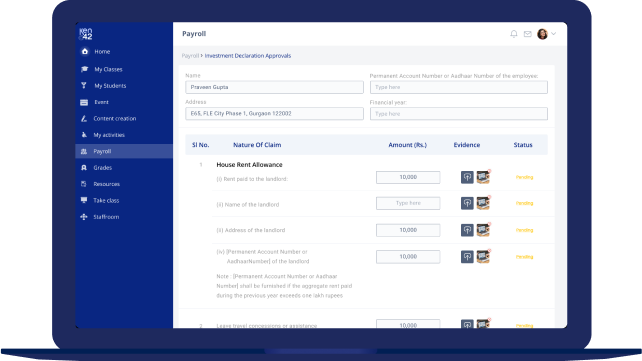 Ken
42
Payroll
Home
My Classes
My Students
Event
Content creation
My activities
Payroll
Grades
Resources
Take class
Staffroom
Payroll > Investment Declaration Approvals
Name
Permanent Account Number or Aadhaar Number of the employee.
Praveen Gupta
Type here
Address
Financial year
E65, FLE City Phase 1, Gurgaon 122002
Type here
Sl No. Nature Of Claim Amount (Rs.) Evidence Status
1 House Rent Allowance
(i) Rent paid to the landlord: 10,000 Pending
(ii) Name of the landlord Type here Pending
(ii) Address of the landlord 10,000 Pending
(iv) [Permanent Account Number or
AadhaarNumber] of the landlord 10,000 Pending
Note : [Permanent Account Number or Aadhaar
Number] shall be furnished if the aggregate rent paid
during the previous year exceeds one lakh rupees
2 Leave travel concessions or assistance 10,000 Pending